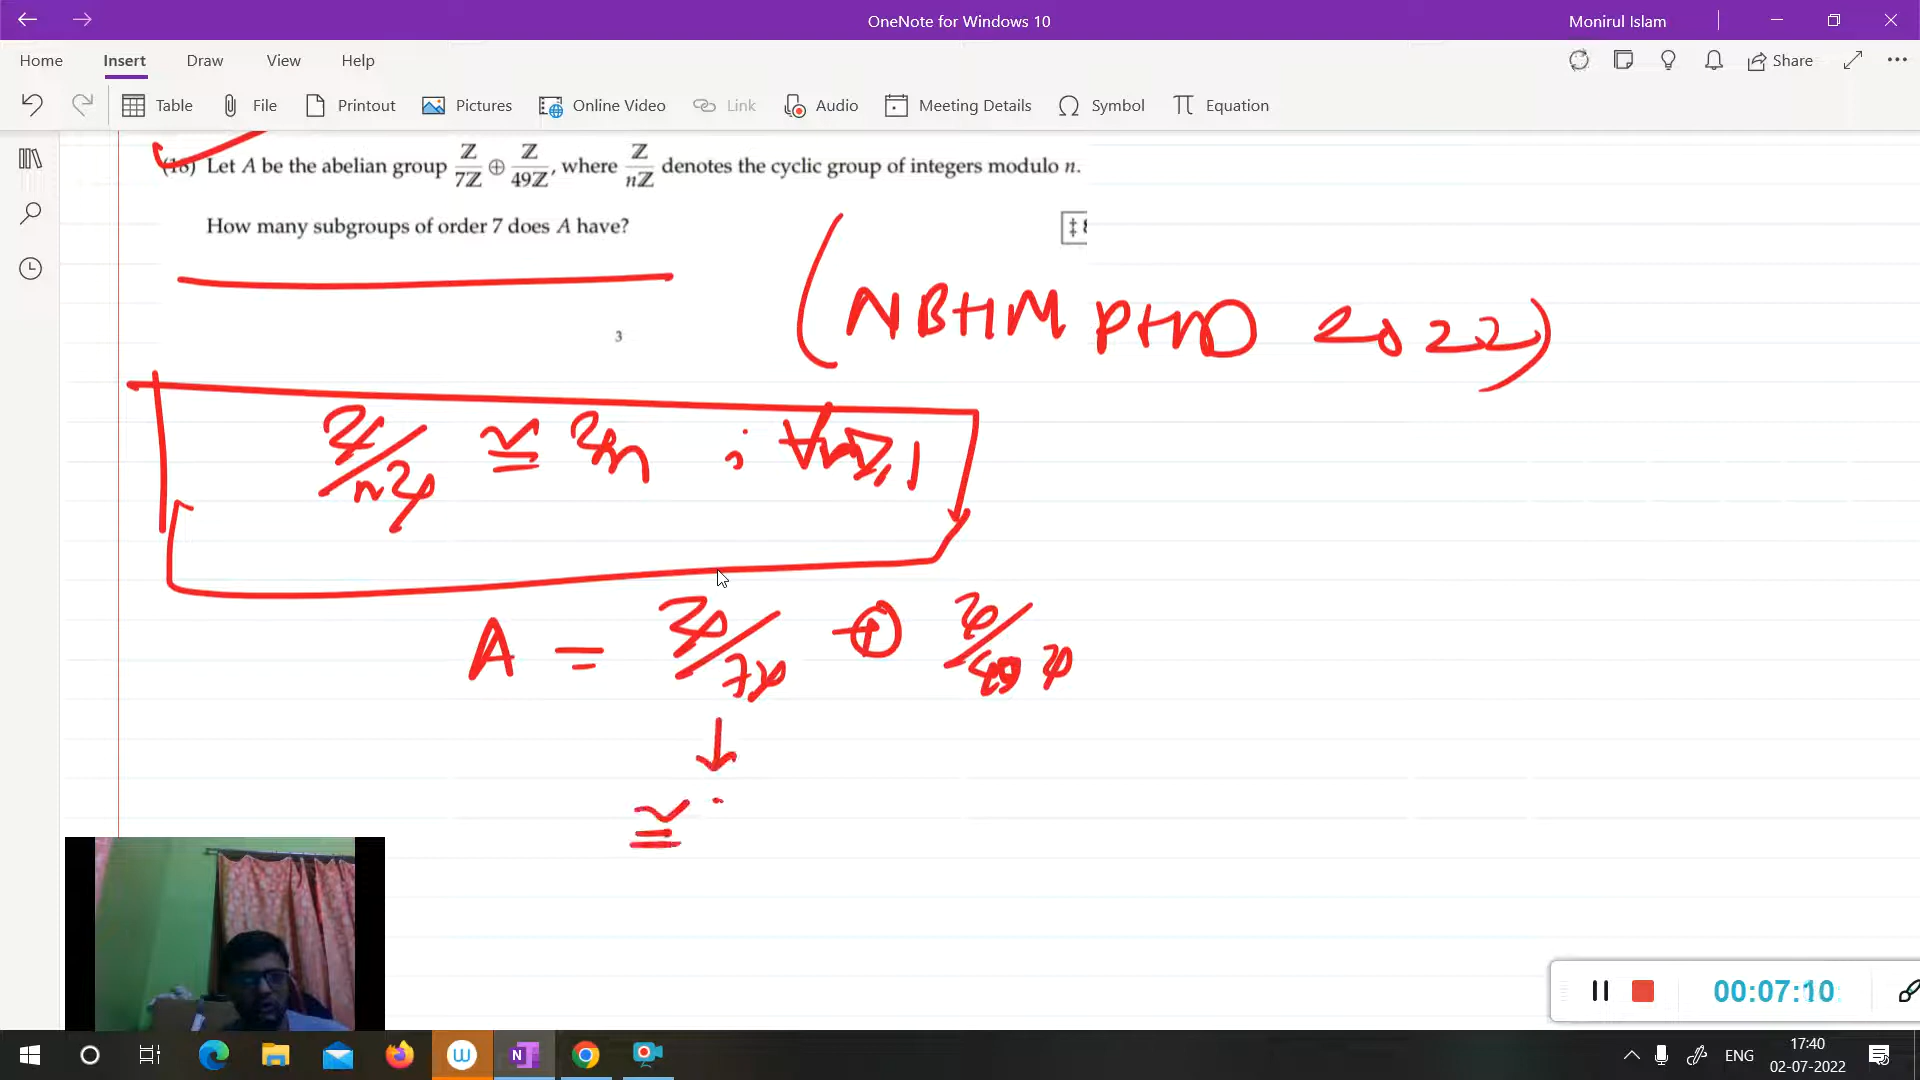 OneNote for Windows 10
Monirul Islam
Home Insert Draw View Help
Share
Table File Printout Pictures Online Video Link Audio Meeting Details Symbol Equation
(18) Let A be the abelian group ℤ/7ℤ ⊕ ℤ/49ℤ, where ℤ/nℤ denotes the cyclic group of integers modulo n.
How many subgroups of order 7 does A have?
‡ 8
(NBHM PHD 2022)
3
ℤ/nℤ ≅ ℤn ; ∀n≥1
A = ℤ/7ℤ ⊕ ℤ/49ℤ
↓
≅
00:07:10
17:40
ENG
02-07-2022